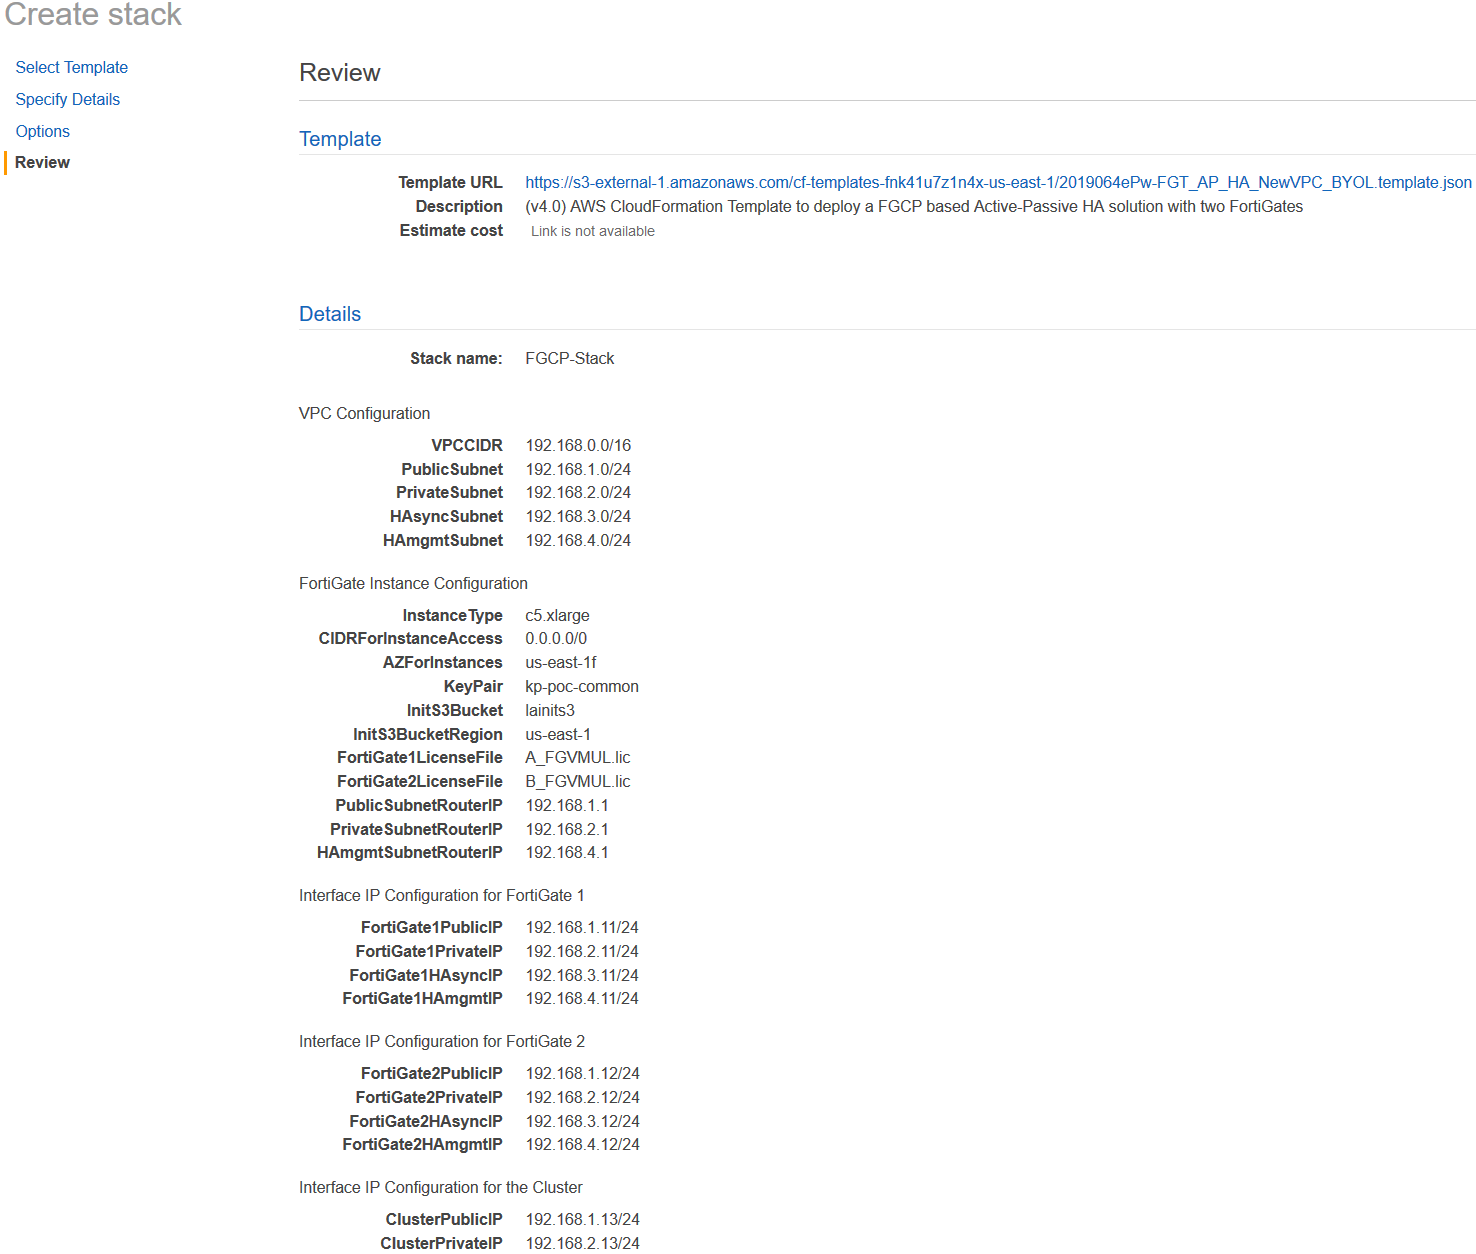 Create stack
Select Template
Specify Details
Options
Review
Review
Template
Template URL https://s3-external-1.amazonaws.com/cf-templates-fnk41u7z1n4x-us-east-1/2019064ePw-FGT_AP_HA_NewVPC_BYOL.template.json
Description (v4.0) AWS CloudFormation Template to deploy a FGCP based Active-Passive HA solution with two FortiGates
Estimate cost Link is not available
Details
Stack name: FGCP-Stack
VPC Configuration
VPCCIDR 192.168.0.0/16
PublicSubnet 192.168.1.0/24
PrivateSubnet 192.168.2.0/24
HAsyncSubnet 192.168.3.0/24
HAmgmtSubnet 192.168.4.0/24
FortiGate Instance Configuration
InstanceType c5.xlarge
CIDRForInstanceAccess 0.0.0.0/0
AZForInstances us-east-1f
KeyPair kp-poc-common
InitS3Bucket lainits3
InitS3BucketRegion us-east-1
FortiGate1LicenseFile A_FGVMUL.lic
FortiGate2LicenseFile B_FGVMUL.lic
PublicSubnetRouterIP 192.168.1.1
PrivateSubnetRouterIP 192.168.2.1
HAmgmtSubnetRouterIP 192.168.4.1
Interface IP Configuration for FortiGate 1
FortiGate1PublicIP 192.168.1.11/24
FortiGate1PrivateIP 192.168.2.11/24
FortiGate1HAsyncIP 192.168.3.11/24
FortiGate1HAmgmtIP 192.168.4.11/24
Interface IP Configuration for FortiGate 2
FortiGate2PublicIP 192.168.1.12/24
FortiGate2PrivateIP 192.168.2.12/24
FortiGate2HAsyncIP 192.168.3.12/24
FortiGate2HAmgmtIP 192.168.4.12/24
Interface IP Configuration for the Cluster
ClusterPublicIP 192.168.1.13/24
ClusterPrivateIP 192.168.2.13/24